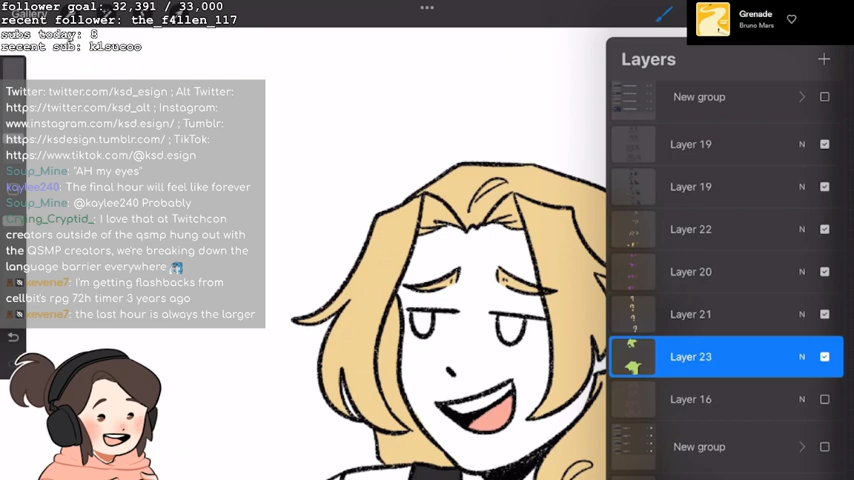 Gallery
follower goal: 32,391 / 33,000
recent follower: the_f4llen_117
subs today: 8
recent sub: klsucoo
Grenade
Bruno Mars
Twitter: twitter.com/ksd_esign ; Alt Twitter:
https://twitter.com/ksd_alt ; Instagram:
www.instagram.com/ksd.esign/ ; Tumblr:
https://ksdesign.tumblr.com/ ; TikTok:
https://www.tiktok.com/@ksd.esign
Soup_Mine: "AH my eyes"
kaylee240: The final hour will feel like forever
Soup_Mine: @kaylee240 Probably
Crying_Cryptid_: I love that at Twitchcon
creators outside of the qsmp hung out with
the QSMP creators, we're breaking down the
language barrier everywhere
xevene7: I'm getting flashbacks from
cellbit's rpg 72h timer 3 years ago
xevene7: the last hour is always the larger
Layers
New group
Layer 19 N
Layer 19 N
Layer 22 N
Layer 20 N
Layer 21 N
Layer 23 N
Layer 16 N
New group